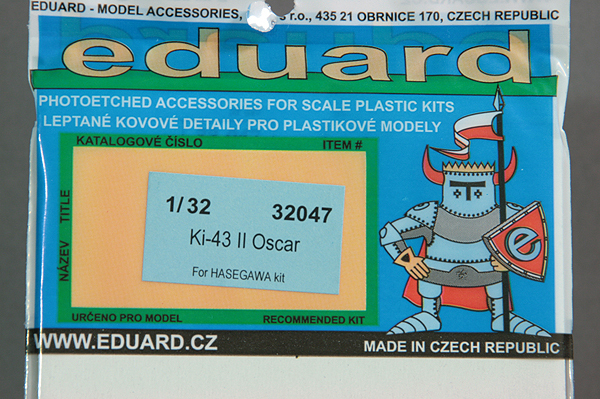 EDUARD - MODEL ACCESSORIES, s r.o., 435 21 OBRNICE 170, CZECH REPUBLIC
eduard
PHOTOETCHED ACCESSORIES FOR SCALE PLASTIC KITS
LEPTANÉ KOVOVÉ DETAILY PRO PLASTIKOVÉ MODELY
KATALOGOVÉ ČÍSLO ITEM #
NÁZEV TITLE
1/32 32047
Ki-43 II Oscar
For HASEGAWA kit
e
URČENO PRO MODEL RECOMMENDED KIT
WWW.EDUARD.CZ MADE IN CZECH REPUBLIC